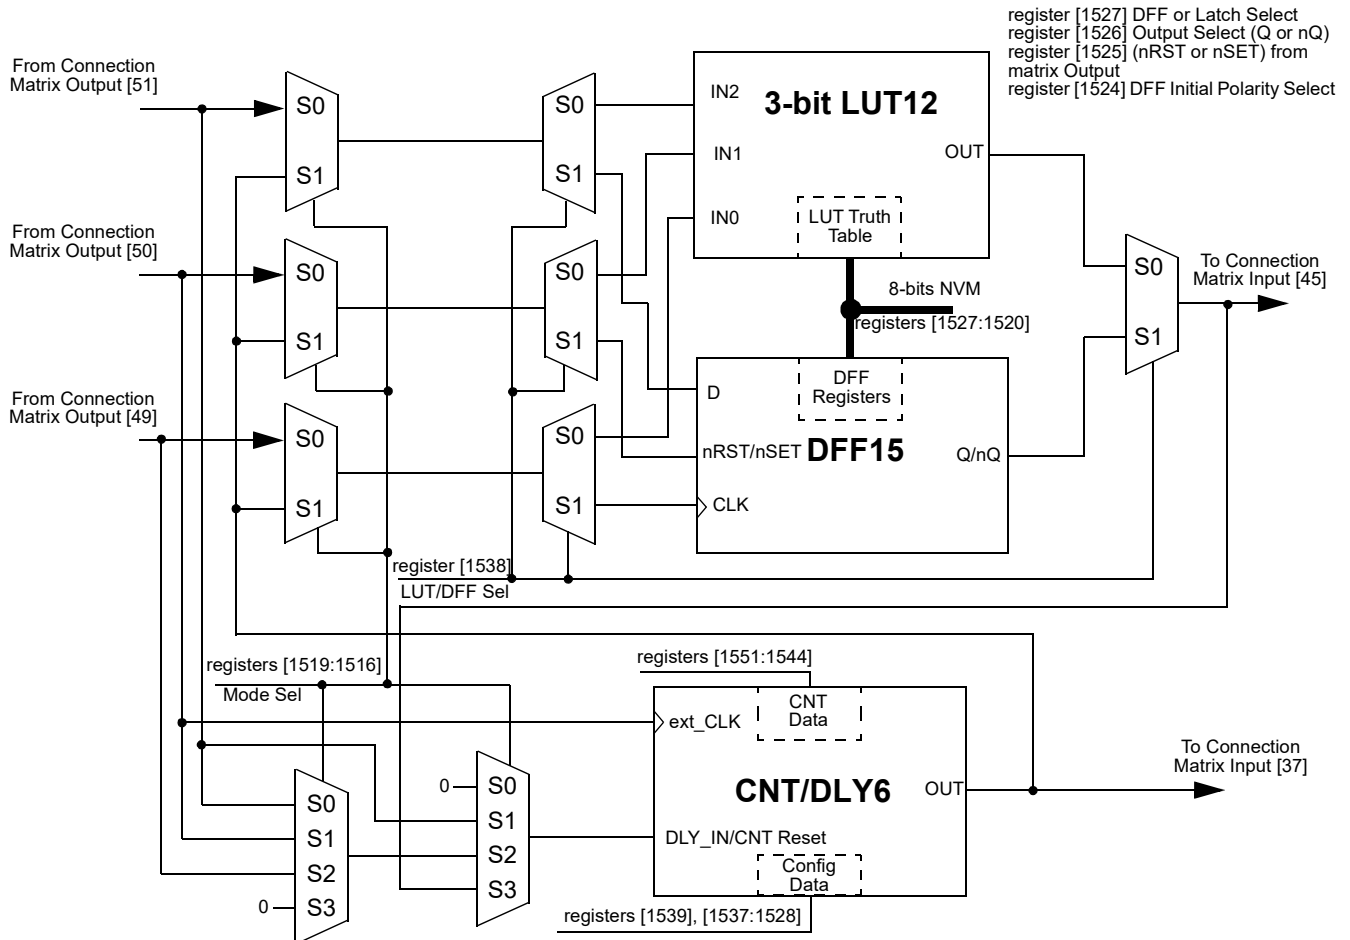 register [1527] DFF or Latch Select
register [1526] Output Select (Q or nQ)
register [1525] (nRST or nSET) from
matrix Output
register [1524] DFF Initial Polarity Select
From Connection
Matrix Output [51]
S0
S1
S0
S1
IN2
3-bit LUT12
IN1
OUT
IN0
LUT Truth
Table
From Connection
Matrix Output [50]
S0
S1
S0
S1
8-bits NVM
registers [1527:1520]
S0
S1
To Connection
Matrix Input [45]
From Connection
Matrix Output [49]
S0
S1
S0
S1
D
DFF
Registers
nRST/nSET
DFF15
Q/nQ
CLK
register [1538]
LUT/DFF Sel
registers [1519:1516]
Mode Sel
registers [1551:1544]
CNT
Data
ext_CLK
CNT/DLY6
OUT
To Connection
Matrix Input [37]
DLY_IN/CNT Reset
Config
Data
0
S0
S1
S2
S3
S0
S1
S2
0
S3
registers [1539], [1537:1528]